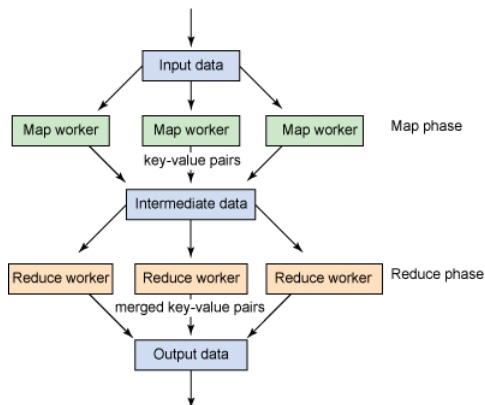 Input data
Map worker
Map worker
Map worker
Map phase
key-value pairs
Intermediate data
Reduce worker
Reduce worker
Reduce worker
Reduce phase
merged key-value pairs
Output data